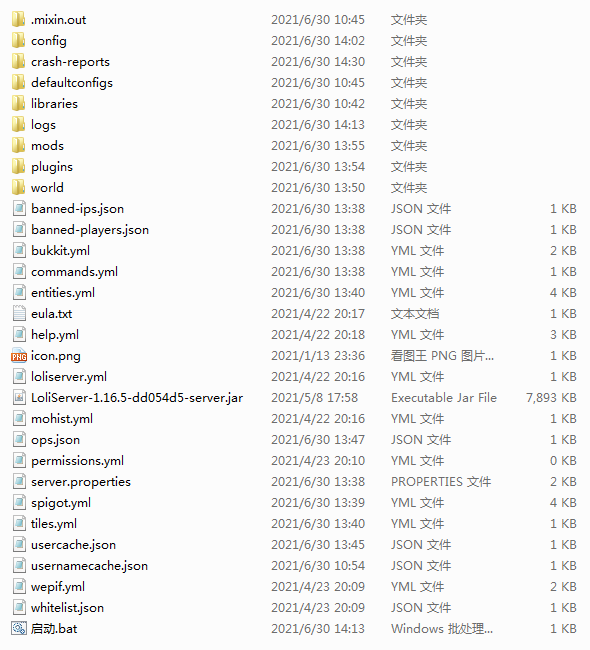 .mixin.out 2021/6/30 10:45 文件夹
config 2021/6/30 14:02 文件夹
crash-reports 2021/6/30 14:30 文件夹
defaultconfigs 2021/6/30 10:45 文件夹
libraries 2021/6/30 10:42 文件夹
logs 2021/6/30 14:13 文件夹
mods 2021/6/30 13:55 文件夹
plugins 2021/6/30 13:54 文件夹
world 2021/6/30 13:50 文件夹
banned-ips.json 2021/6/30 13:38 JSON 文件 1 KB
banned-players.json 2021/6/30 13:38 JSON 文件 1 KB
bukkit.yml 2021/6/30 13:38 YML 文件 2 KB
commands.yml 2021/6/30 13:38 YML 文件 1 KB
entities.yml 2021/6/30 13:40 YML 文件 4 KB
eula.txt 2021/4/22 20:17 文本文档 1 KB
help.yml 2021/4/22 20:18 YML 文件 3 KB
PNG icon.png 2021/1/13 23:36 看图王 PNG 图片... 1 KB
loliserver.yml 2021/4/22 20:16 YML 文件 1 KB
LoliServer-1.16.5-dd054d5-server.jar 2021/5/8 17:58 Executable Jar File 7,893 KB
mohist.yml 2021/4/22 20:16 YML 文件 1 KB
ops.json 2021/6/30 13:47 JSON 文件 1 KB
permissions.yml 2021/4/23 20:10 YML 文件 0 KB
server.properties 2021/6/30 13:38 PROPERTIES 文件 2 KB
spigot.yml 2021/6/30 13:39 YML 文件 4 KB
tiles.yml 2021/6/30 13:40 YML 文件 1 KB
usercache.json 2021/6/30 13:45 JSON 文件 1 KB
usernamecache.json 2021/6/30 10:54 JSON 文件 1 KB
wepif.yml 2021/4/23 20:09 YML 文件 2 KB
whitelist.json 2021/4/23 20:09 JSON 文件 1 KB
启动.bat 2021/6/30 14:13 Windows 批处理... 1 KB